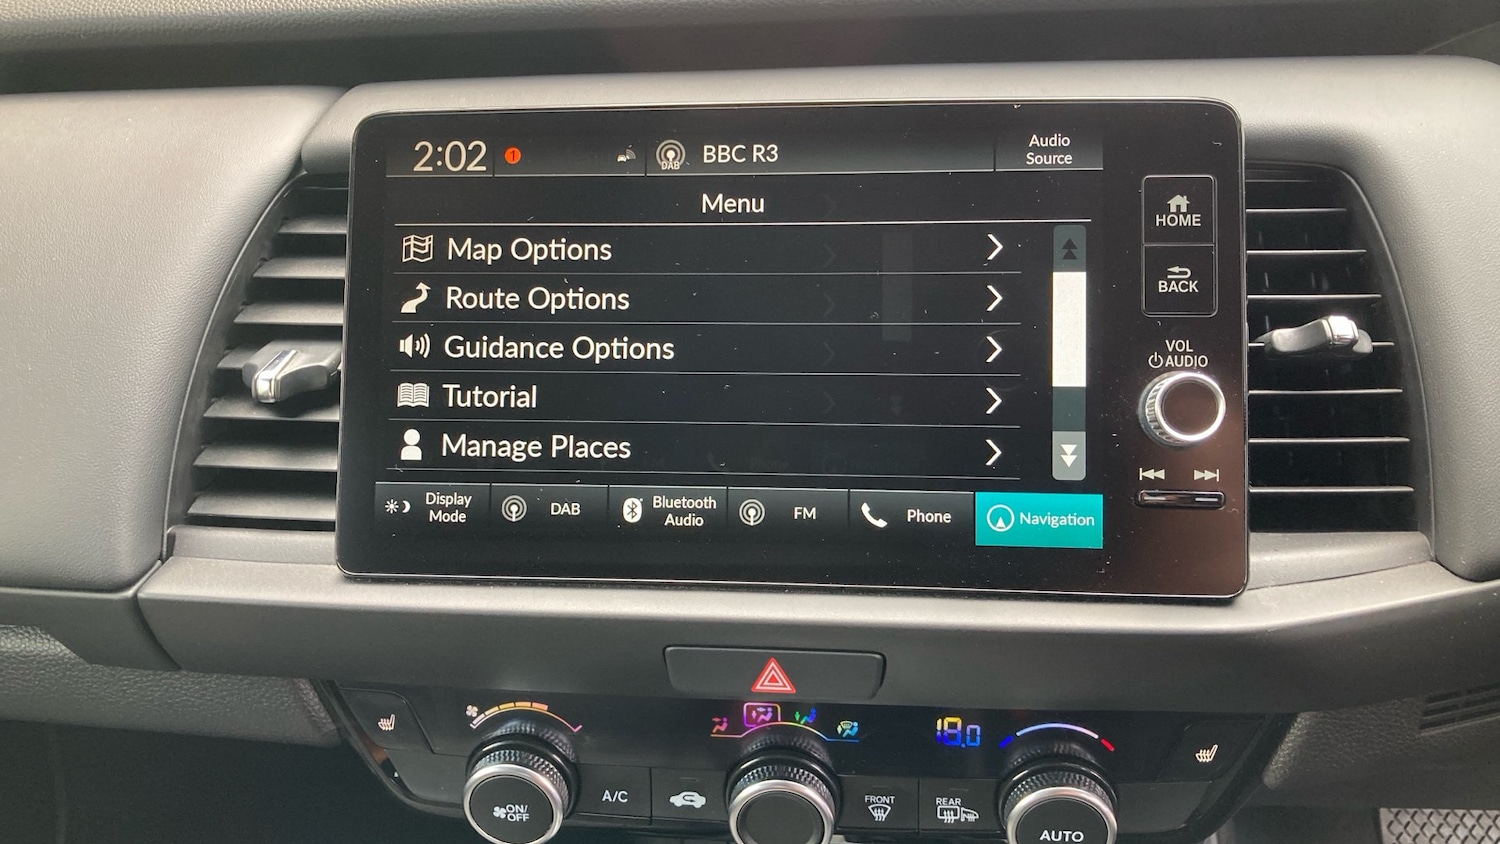 2:02
1
DAB
BBC R3
Audio
Source
Menu
Map Options
Route Options
Guidance Options
Tutorial
Manage Places
Display
Mode
DAB
Bluetooth
Audio
FM
Phone
Navigation
HOME
BACK
VOL
AUDIO
18.0
ON/
OFF
A/C
FRONT
REAR
AUTO